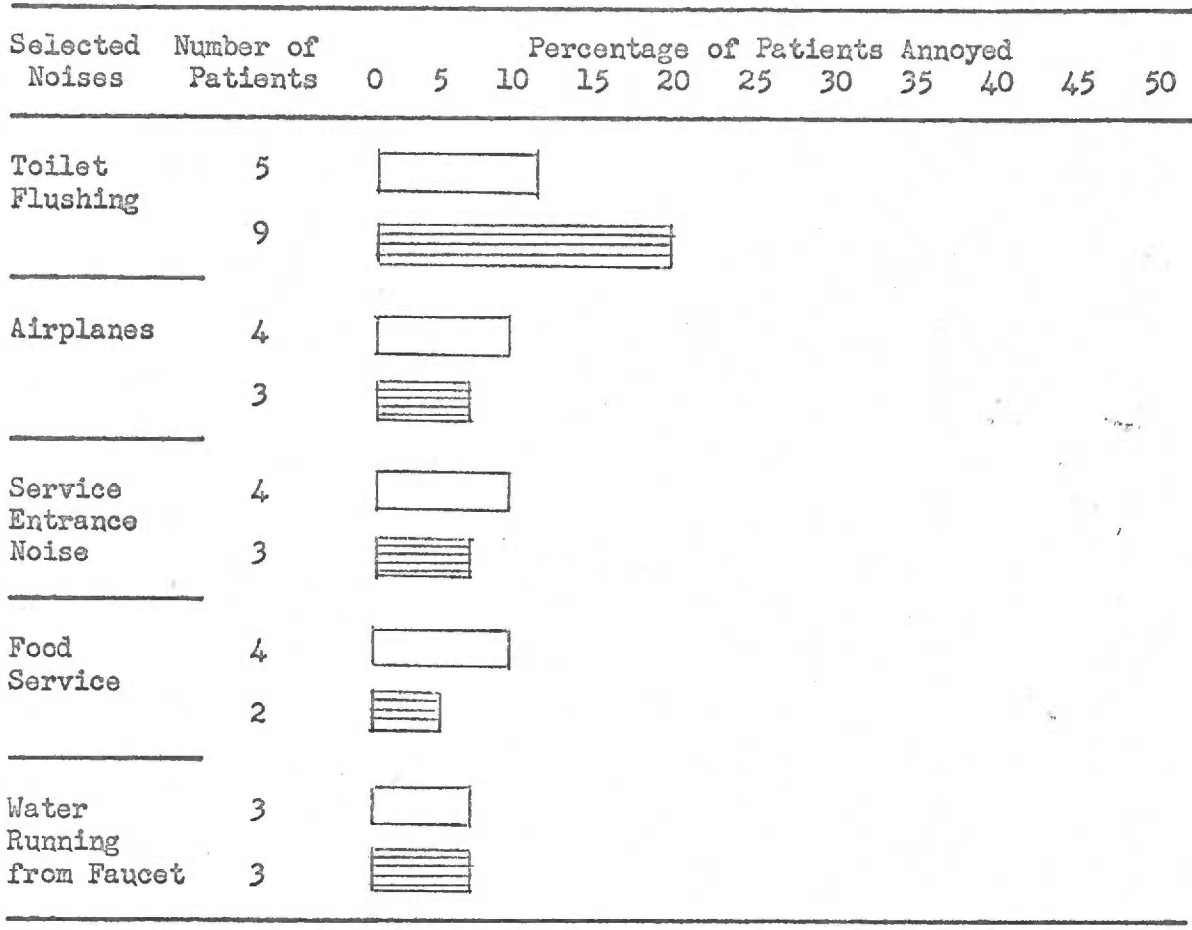 Selected Number of Percentage of Patients Annoyed
Noises Patients 0 5 10 15 20 25 30 35 40 45 50
Toilet 5
Flushing
9
Airplanes 4
3
Service 4
Entrance
Noise 3
Food 4
Service
2
Water 3
Running
from Faucet 3